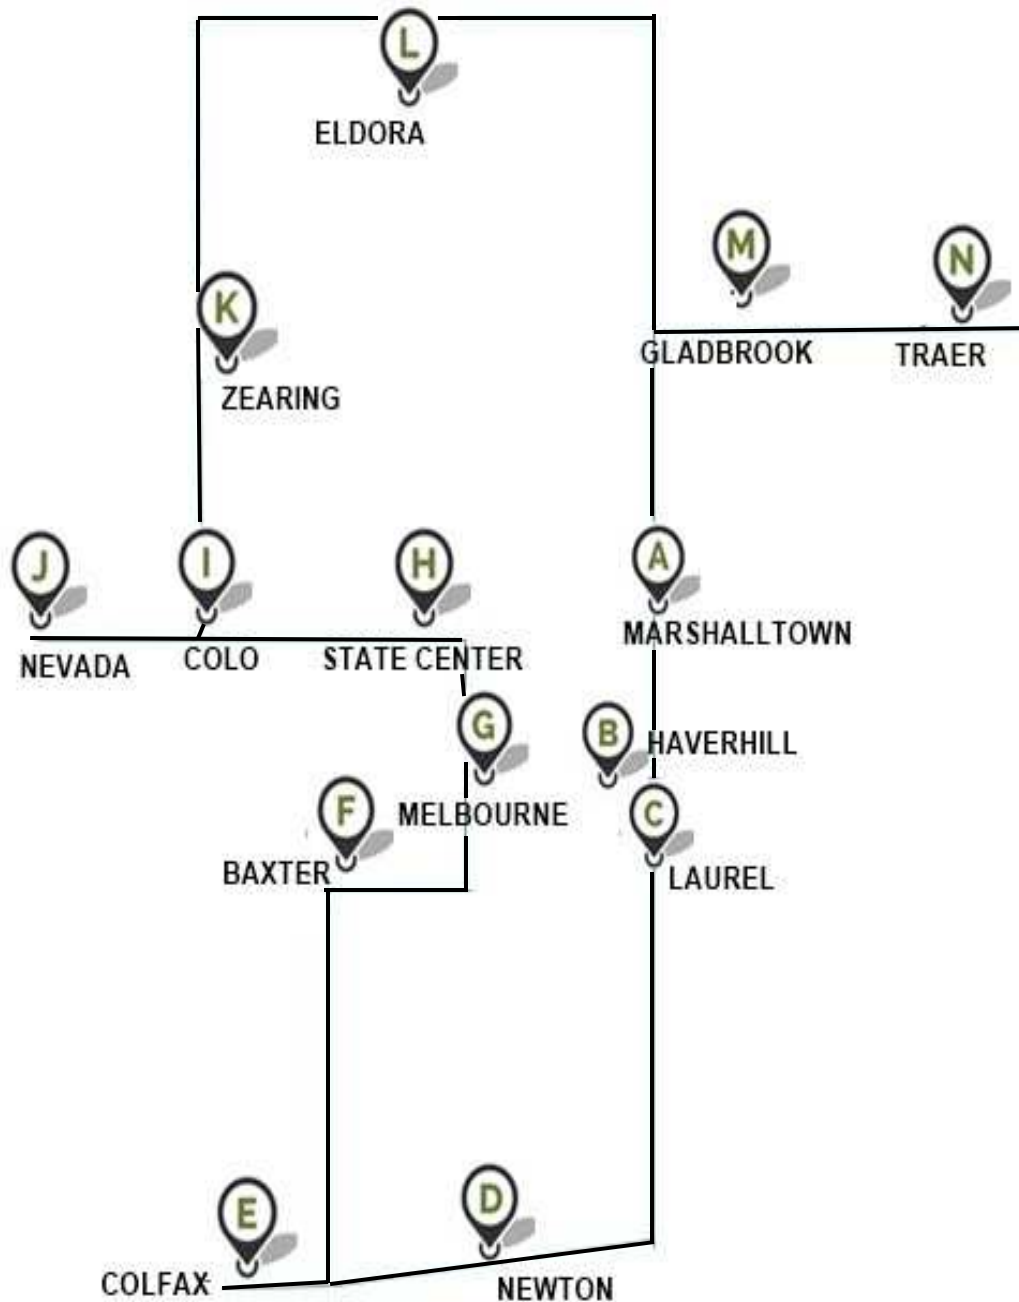 L
ELDORA
M
N
K
GLADBROOK
TRAER
ZEARING
J
I
H
A
MARSHALLTOWN
NEVADA
COLO
STATE CENTER
G
B
HAVERHILL
F
MELBOURNE
C
BAXTER
LAUREL
E
D
COLFAX
NEWTON